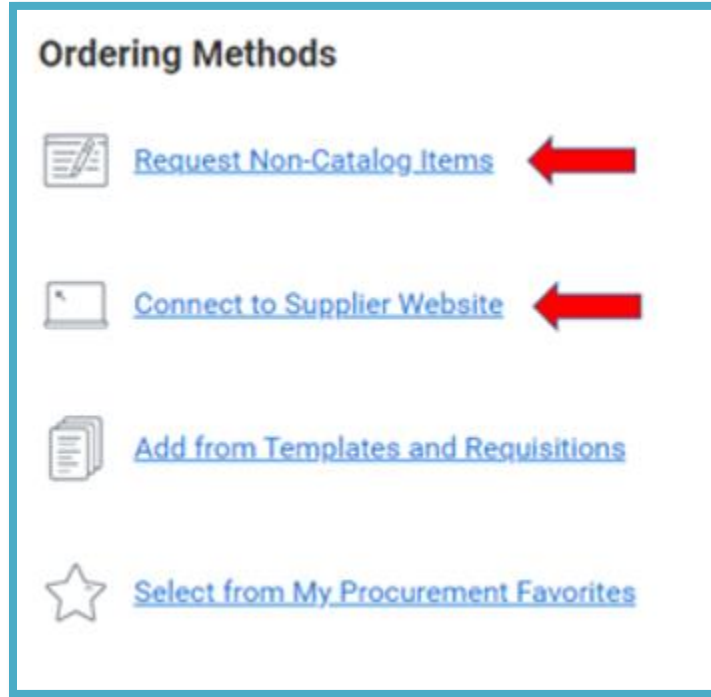 Ordering Methods
Request Non-Catalog Items
Connect to Supplier Website
Add from Templates and Requisitions
Select from My Procurement Favorites